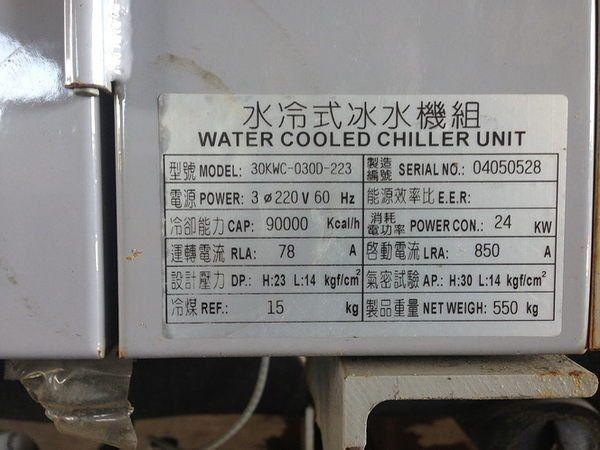 水冷式冰水機組
WATER COOLED CHILLER UNIT
型號 MODEL: 30KWC-030D-223 製造編號 SERIAL NO.: 04050528
電源 POWER: 3 ø 220 V 60 Hz 能源效率比 E.E.R:
冷卻能力 CAP: 90000 Kcal/h 消耗電功率 POWER CON.: 24 KW
運轉電流 RLA: 78 A 啓動電流 LRA: 850 A
設計壓力 DP.: H:23 L:14 kgf/cm² 氣密試驗 AP.: H:30 L:14 kgf/cm²
冷煤 REF.: 15 kg 製品重量 NET WEIGH: 550 kg